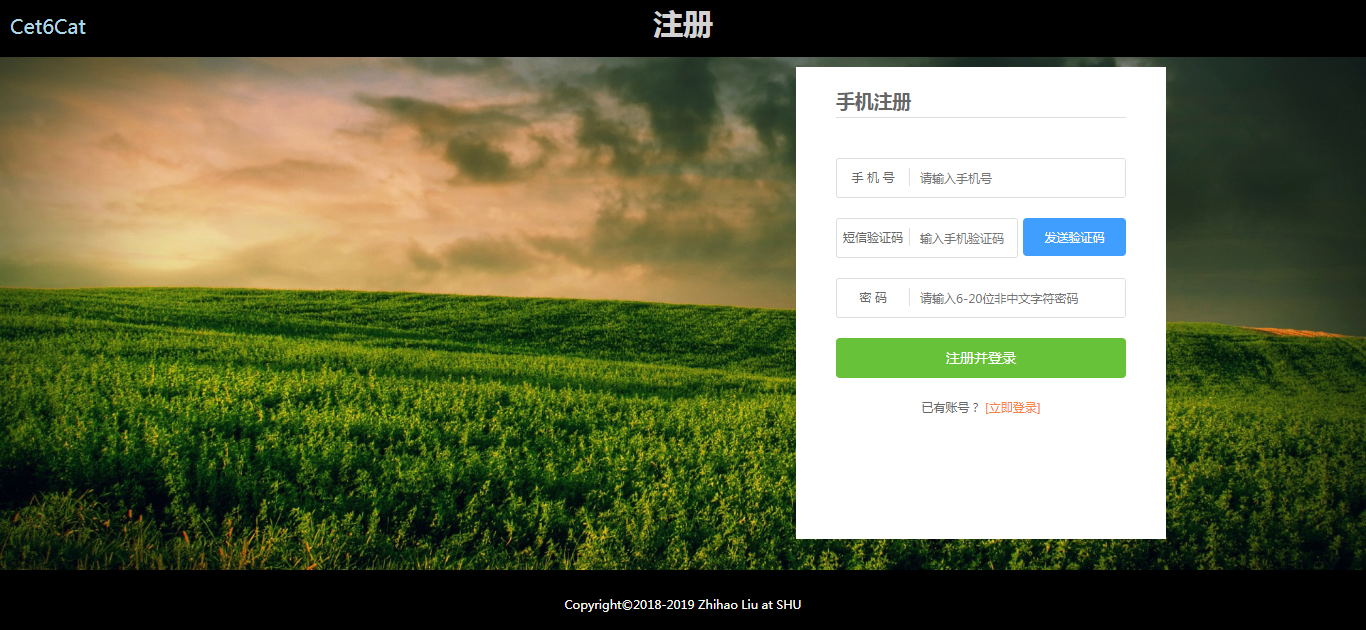 Cet6Cat
注册
手机注册
手 机 号 请输入手机号
短信验证码 输入手机验证码 发送验证码
密 码 请输入6-20位非中文字符密码
注册并登录
已有账号？ [立即登录]
Copyright©2018-2019 Zhihao Liu at SHU